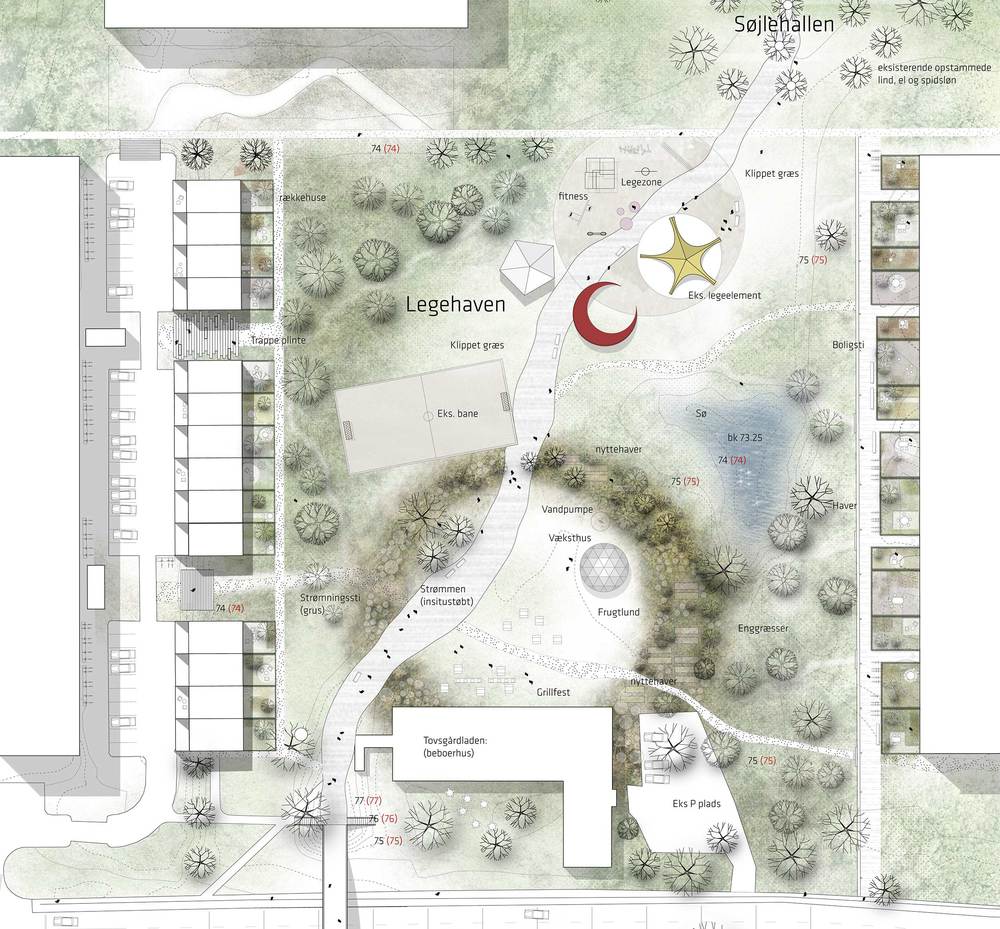 Søjlehallen
eksisterende opstammede
lind, el og spidsløn
74 (74)
Klippet græs
Legezone
fitness
rækkehuse
75 (75)
Eks. legeelement
Legehaven
Trappe plinte
Klippet græs
Boligsti
Eks. bane
Sø
bk 73.25
nyttehaver
74 (74)
75 (75)
Vandpumpe
Haver
Væksthus
Strømmen
(insitustøbt)
Strømningssti
(grus)
74 (74)
Frugtlund
Enggræsser
nyttehaver
Grillfest
Tovsgårdladen:
(beboerhus)
75 (75)
77 (77)
76 (76)
75 (75)
Eks P plads